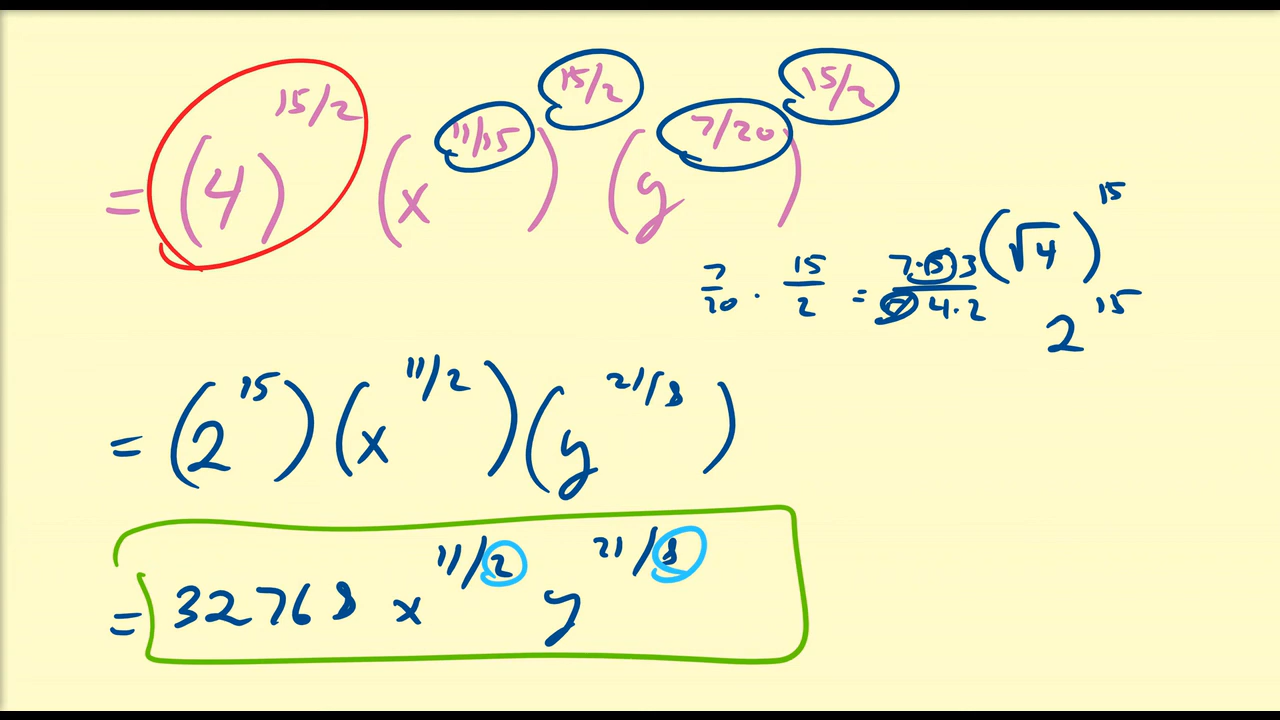 = (4)^15/2 (x^11/15)^15/2 (y^7/20)^15/2
7/20 · 15/2 = 7·15 3/4·2 (√4)^15
2^15
= (2^15)(x^11/2)(y^21/8)
= 32768 x^11/2 y^21/8